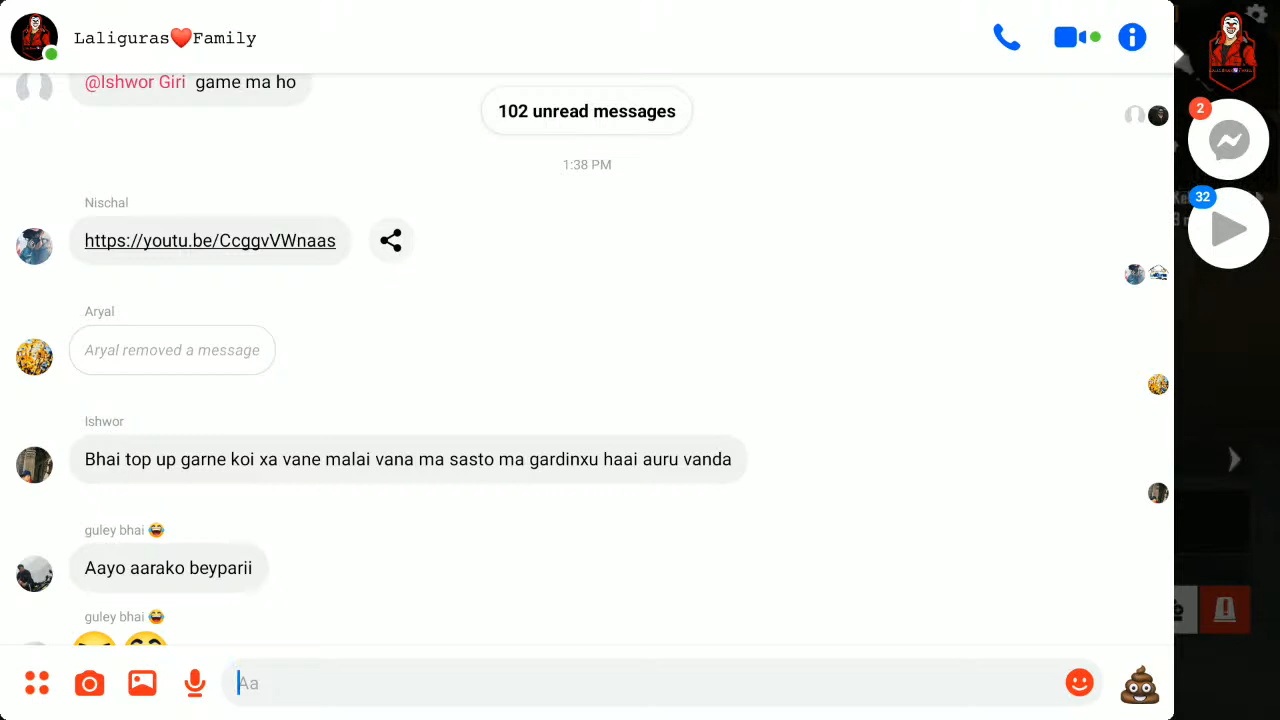 Laliguras❤️Family
@Ishwor Giri game ma ho
102 unread messages
1:38 PM
Nischal
https://youtu.be/CcggvVWnaas
Aryal
Aryal removed a message
Ishwor
Bhai top up garne koi xa vane malai vana ma sasto ma gardinxu haai auru vanda
guley bhai 😂
Aayo aarako beyparii
guley bhai 😂
Aa
2
32